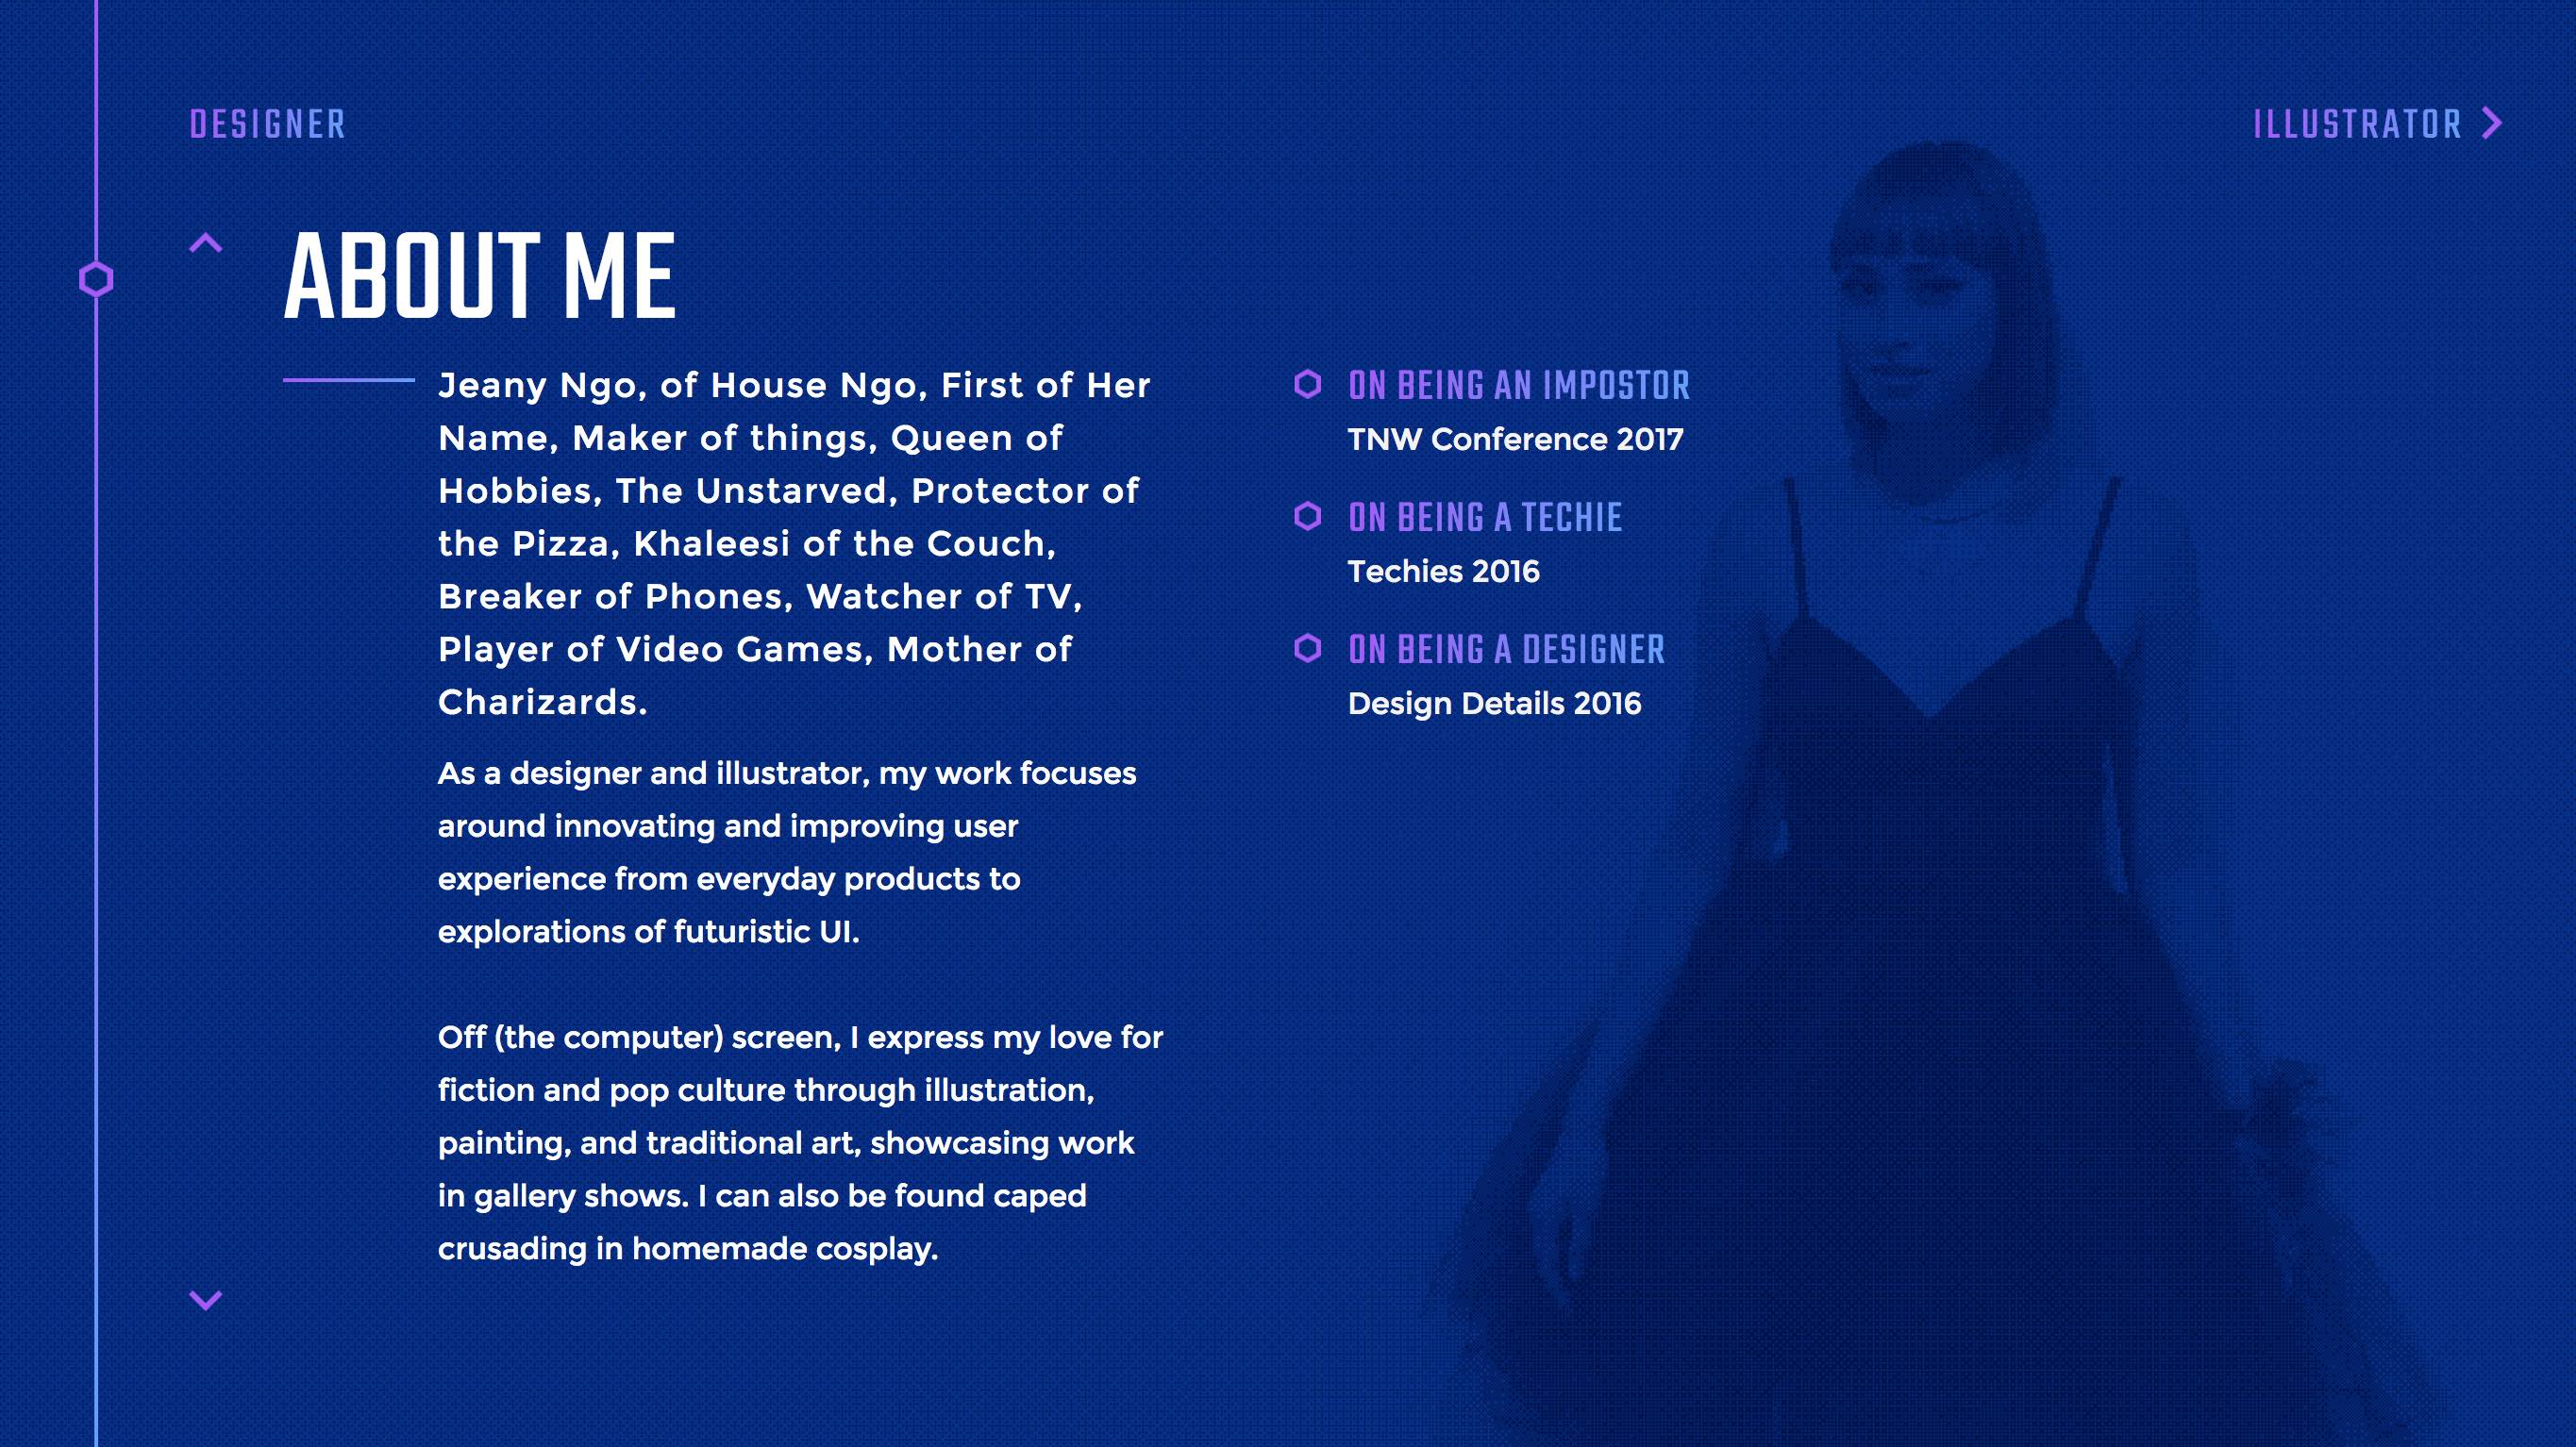 DESIGNER
ILLUSTRATOR
ABOUT ME
Jeany Ngo, of House Ngo, First of Her
Name, Maker of things, Queen of
Hobbies, The Unstarved, Protector of
the Pizza, Khaleesi of the Couch,
Breaker of Phones, Watcher of TV,
Player of Video Games, Mother of
Charizards.
As a designer and illustrator, my work focuses
around innovating and improving user
experience from everyday products to
explorations of futuristic UI.
Off (the computer) screen, I express my love for
fiction and pop culture through illustration,
painting, and traditional art, showcasing work
in gallery shows. I can also be found caped
crusading in homemade cosplay.
ON BEING AN IMPOSTOR
TNW Conference 2017
ON BEING A TECHIE
Techies 2016
ON BEING A DESIGNER
Design Details 2016